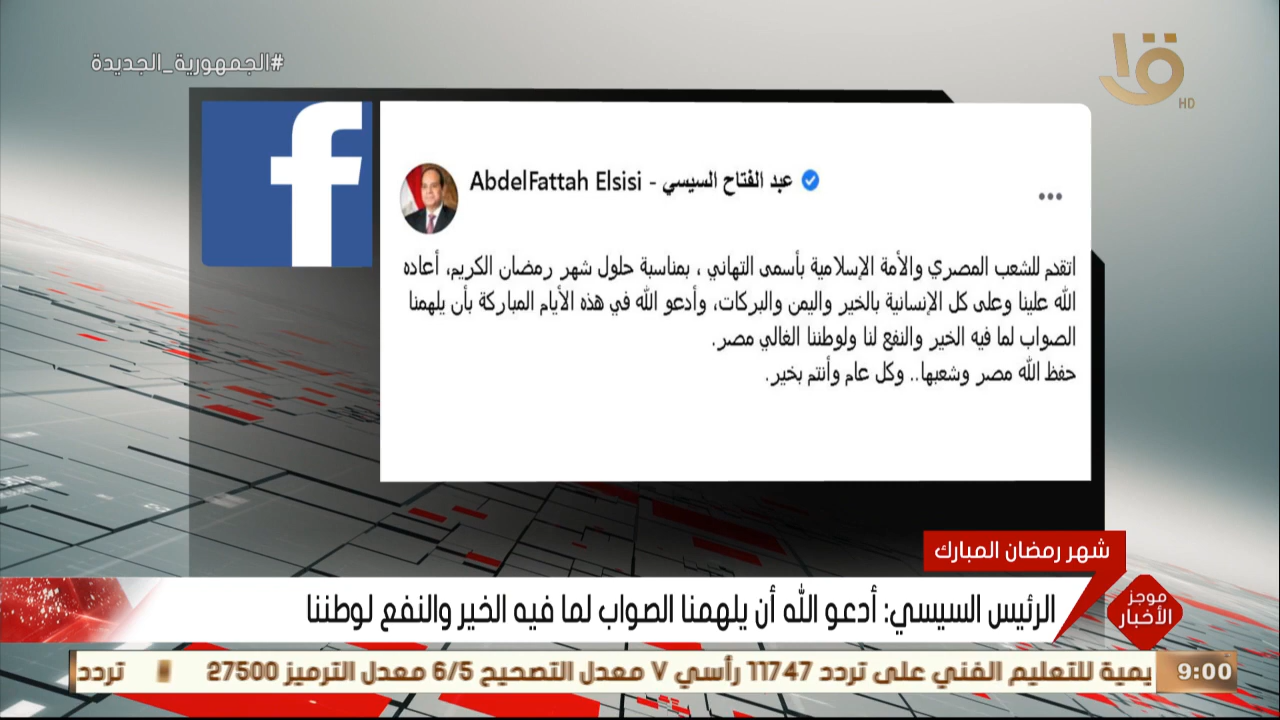 #الجمهورية_الجديدة
HD
AbdelFattah Elsisi - عبد الفتاح السيسي
اتقدم للشعب المصري والأمة الإسلامية بأسمى التهاني ، بمناسبة حلول شهر رمضان الكريم، أعاده
الله علينا وعلى كل الإنسانية بالخير واليمن والبركات، وأدعو الله في هذه الأيام المباركة بأن يلهمنا
الصواب لما فيه الخير والنفع لنا ولوطننا الغالي مصر.
حفظ الله مصر وشعبها.. وكل عام وأنتم بخير.
شهر رمضان المبارك
موجز
الأخبار
الرئيس السيسي: أدعو الله أن يلهمنا الصواب لما فيه الخير والنفع لوطننا
9:00
يمية للتعليم الفني على تردد 11747 رأسي V معدل التصحيح 6/5 معدل الترميز 27500
تردد